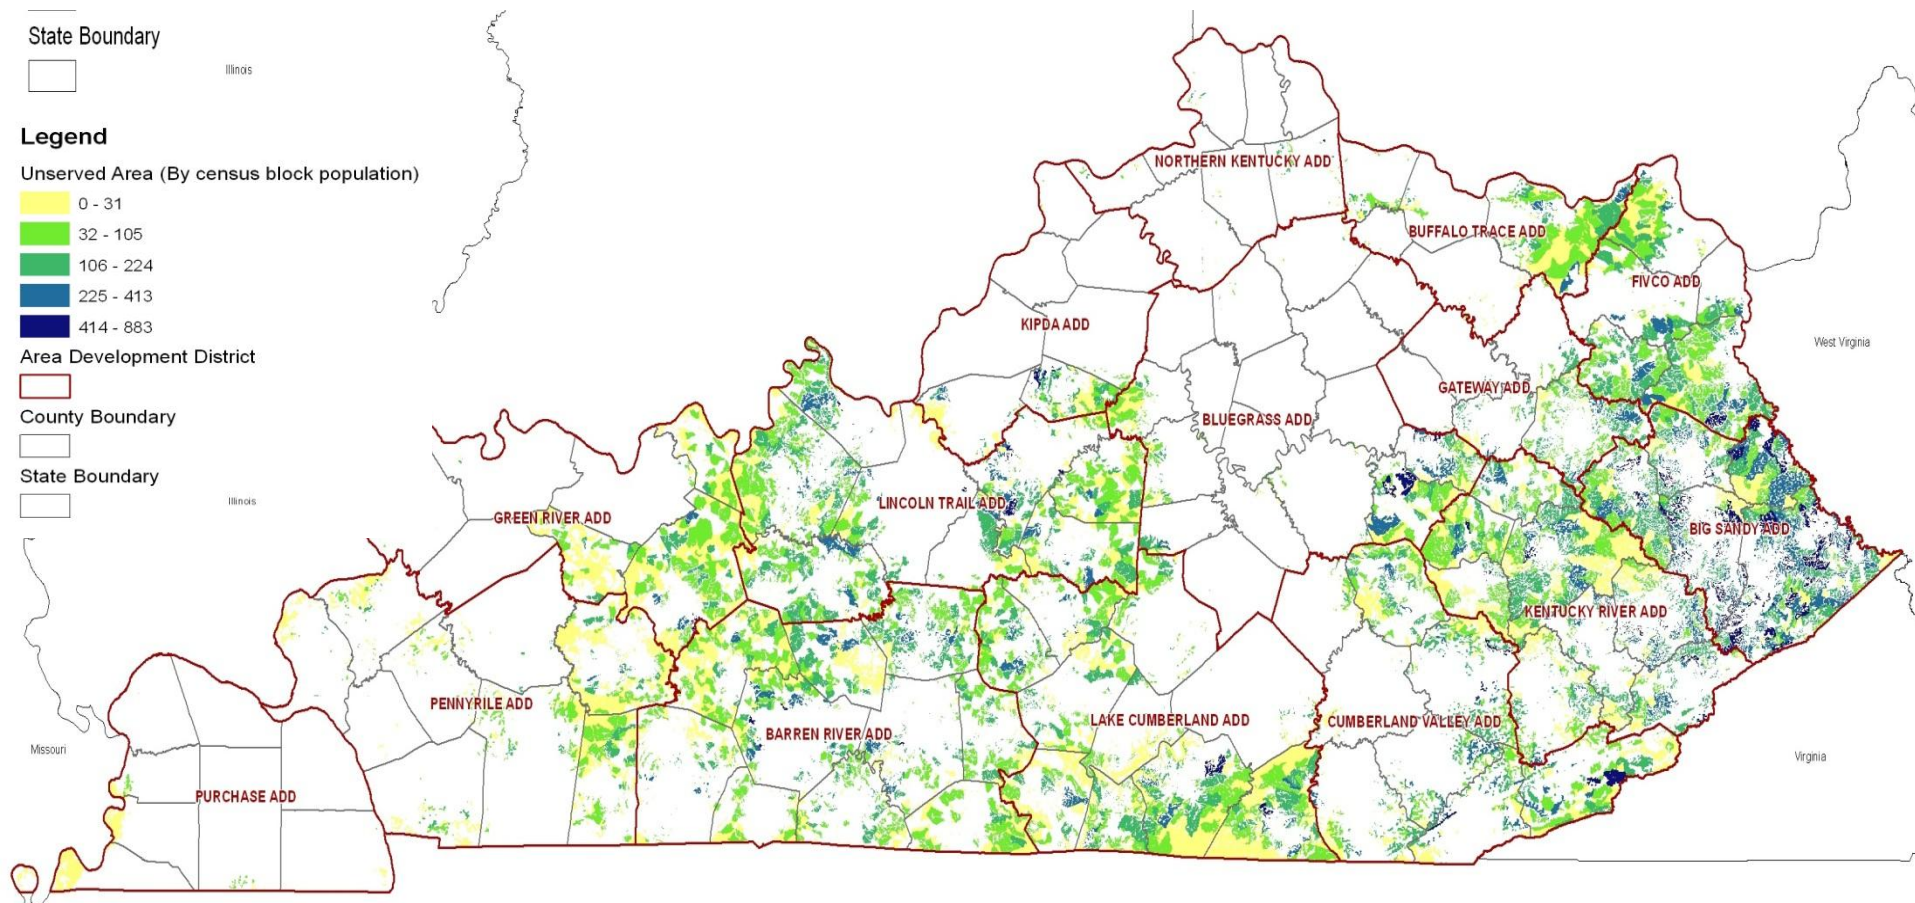 State Boundary
Illinois
Legend
Unserved Area (By census block population)
0 - 31
32 - 105
106 - 224
225 - 413
414 - 883
Area Development District
County Boundary
State Boundary
Illinois
NORTHERN KENTUCKY ADD
BUFFALO TRACE ADD
FIVCO ADD
KIPDA ADD
West Virginia
GATEWAY ADD
BLUEGRASS ADD
LINCOLN TRAIL ADD
GREEN RIVER ADD
BIG SANDY ADD
KENTUCKY RIVER ADD
PENNYRILE ADD
LAKE CUMBERLAND ADD
CUMBERLAND VALLEY ADD
BARREN RIVER ADD
Missouri
Virginia
PURCHASE ADD